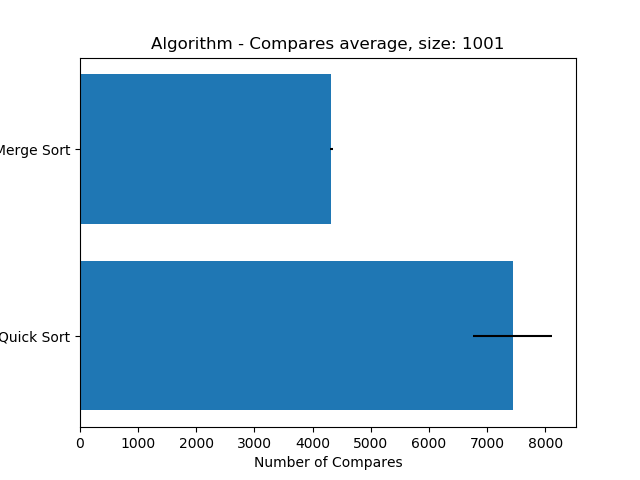 Algorithm - Compares average, size: 1001
Merge Sort
Quick Sort
0 1000 2000 3000 4000 5000 6000 7000 8000
Number of Compares